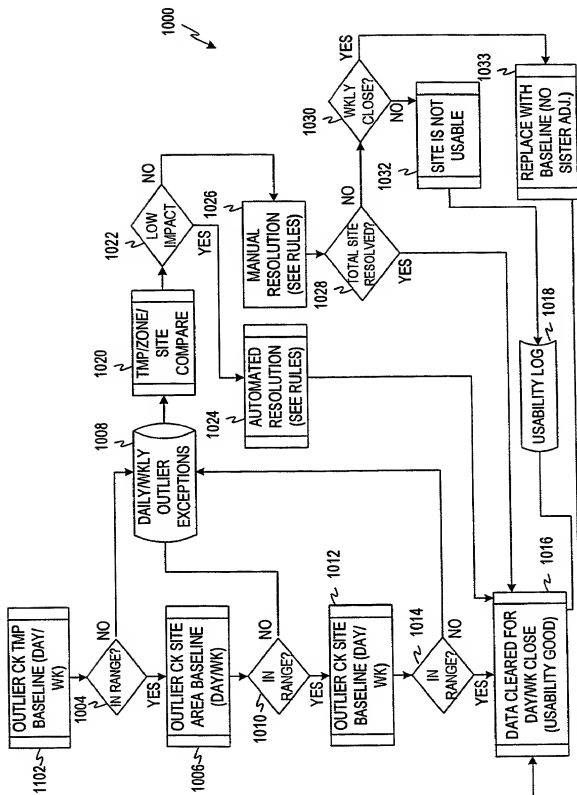 1000
1102
OUTLIER CK TMP
BASELINE (DAY/
WK)
1004
IN RANGE?
NO
YES
1006
OUTLIER CK SITE
AREA BASELINE
(DAY/WK)
1010
IN
RANGE?
NO
YES
1012
OUTLIER CK SITE
BASELINE (DAY/
WK)
1014
IN
RANGE?
NO
YES
1016
DATA CLEARED FOR
DAY/WK CLOSE
(USABILITY GOOD)
1008
DAILY/WKLY
OUTLIER
EXCEPTIONS
1020
TMP/ZONE/
SITE
COMPARE
1022
LOW
IMPACT
NO
YES
1024
AUTOMATED
RESOLUTION
(SEE RULES)
1026
MANUAL
RESOLUTION
(SEE RULES)
1028
TOTAL SITE
RESOLVED?
NO
YES
1030
WKLY
CLOSE?
YES
NO
1032
SITE IS NOT
USABLE
1033
REPLACE WITH
BASELINE (NO
SISTER ADJ.)
1018
USABILITY LOG